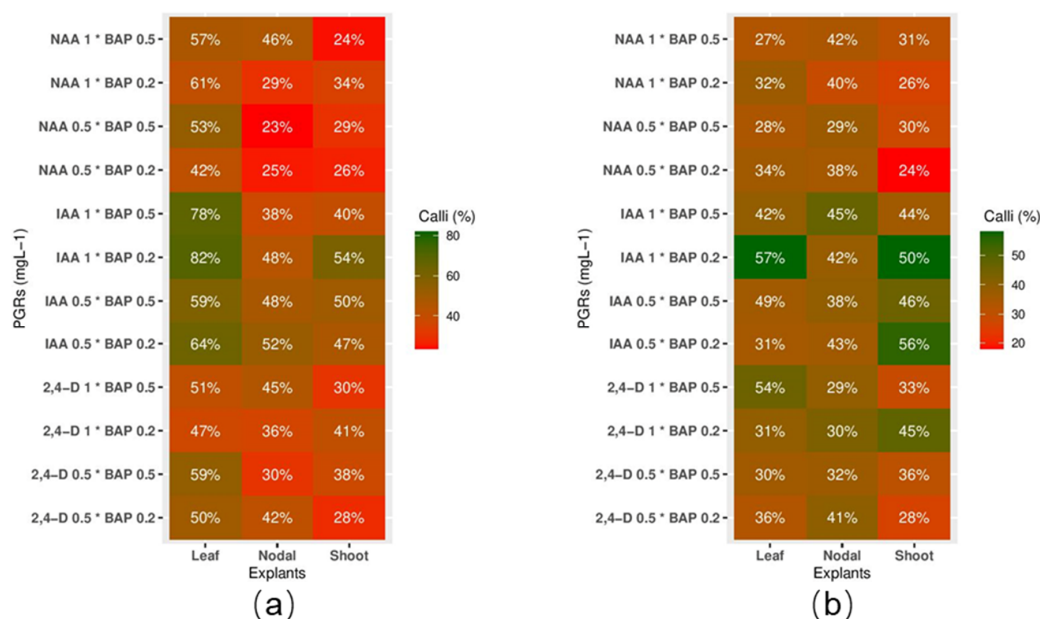 NAA 1 * BAP 0.5 57% 46% 24%
NAA 1 * BAP 0.2 61% 29% 34%
NAA 0.5 * BAP 0.5 53% 23% 29%
NAA 0.5 * BAP 0.2 42% 25% 26%
IAA 1 * BAP 0.5 78% 38% 40%
IAA 1 * BAP 0.2 82% 48% 54%
IAA 0.5 * BAP 0.5 59% 48% 50%
IAA 0.5 * BAP 0.2 64% 52% 47%
2,4−D 1 * BAP 0.5 51% 45% 30%
2,4−D 1 * BAP 0.2 47% 36% 41%
2,4−D 0.5 * BAP 0.5 59% 30% 38%
2,4−D 0.5 * BAP 0.2 50% 42% 28%
PGRs (mgL−1)
Leaf Nodal Shoot
Explants
Calli (%)
80
60
40
(a)
NAA 1 * BAP 0.5 27% 42% 31%
NAA 1 * BAP 0.2 32% 40% 26%
NAA 0.5 * BAP 0.5 28% 29% 30%
NAA 0.5 * BAP 0.2 34% 38% 24%
IAA 1 * BAP 0.5 42% 45% 44%
IAA 1 * BAP 0.2 57% 42% 50%
IAA 0.5 * BAP 0.5 49% 38% 46%
IAA 0.5 * BAP 0.2 31% 43% 56%
2,4−D 1 * BAP 0.5 54% 29% 33%
2,4−D 1 * BAP 0.2 31% 30% 45%
2,4−D 0.5 * BAP 0.5 30% 32% 36%
2,4−D 0.5 * BAP 0.2 36% 41% 28%
PGRs (mgL−1)
Leaf Nodal Shoot
Explants
Calli (%)
50
40
30
20
(b)